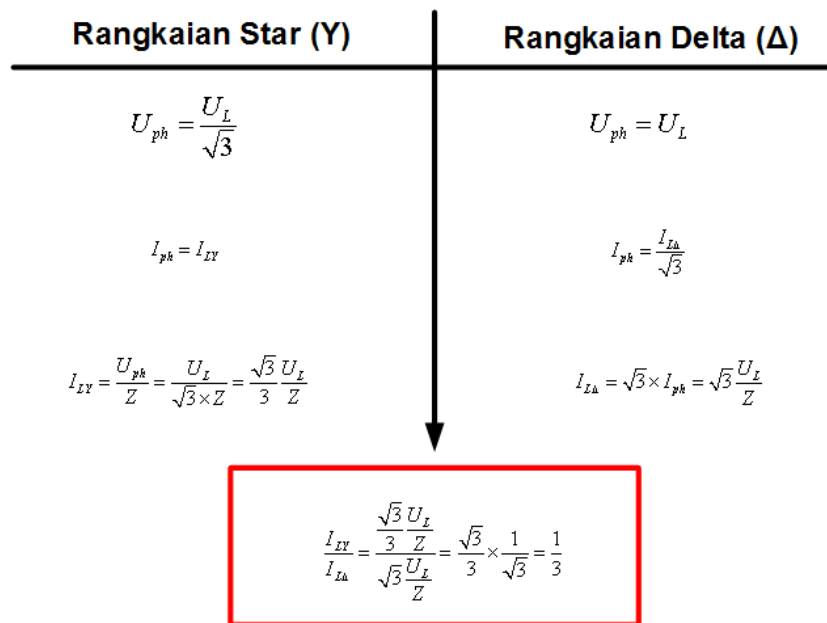 Rangkaian Star (Y)
Rangkaian Delta (Δ)
U_ph = U_L / √3
U_ph = U_L
I_ph = I_LY
I_ph = I_LΔ / √3
I_LY = U_ph / Z = U_L / (√3 × Z) = (√3 / 3) (U_L / Z)
I_LΔ = √3 × I_ph = √3 (U_L / Z)
I_LY / I_LΔ = ((√3 / 3) (U_L / Z)) / (√3 (U_L / Z)) = √3 / 3 × 1 / √3 = 1 / 3